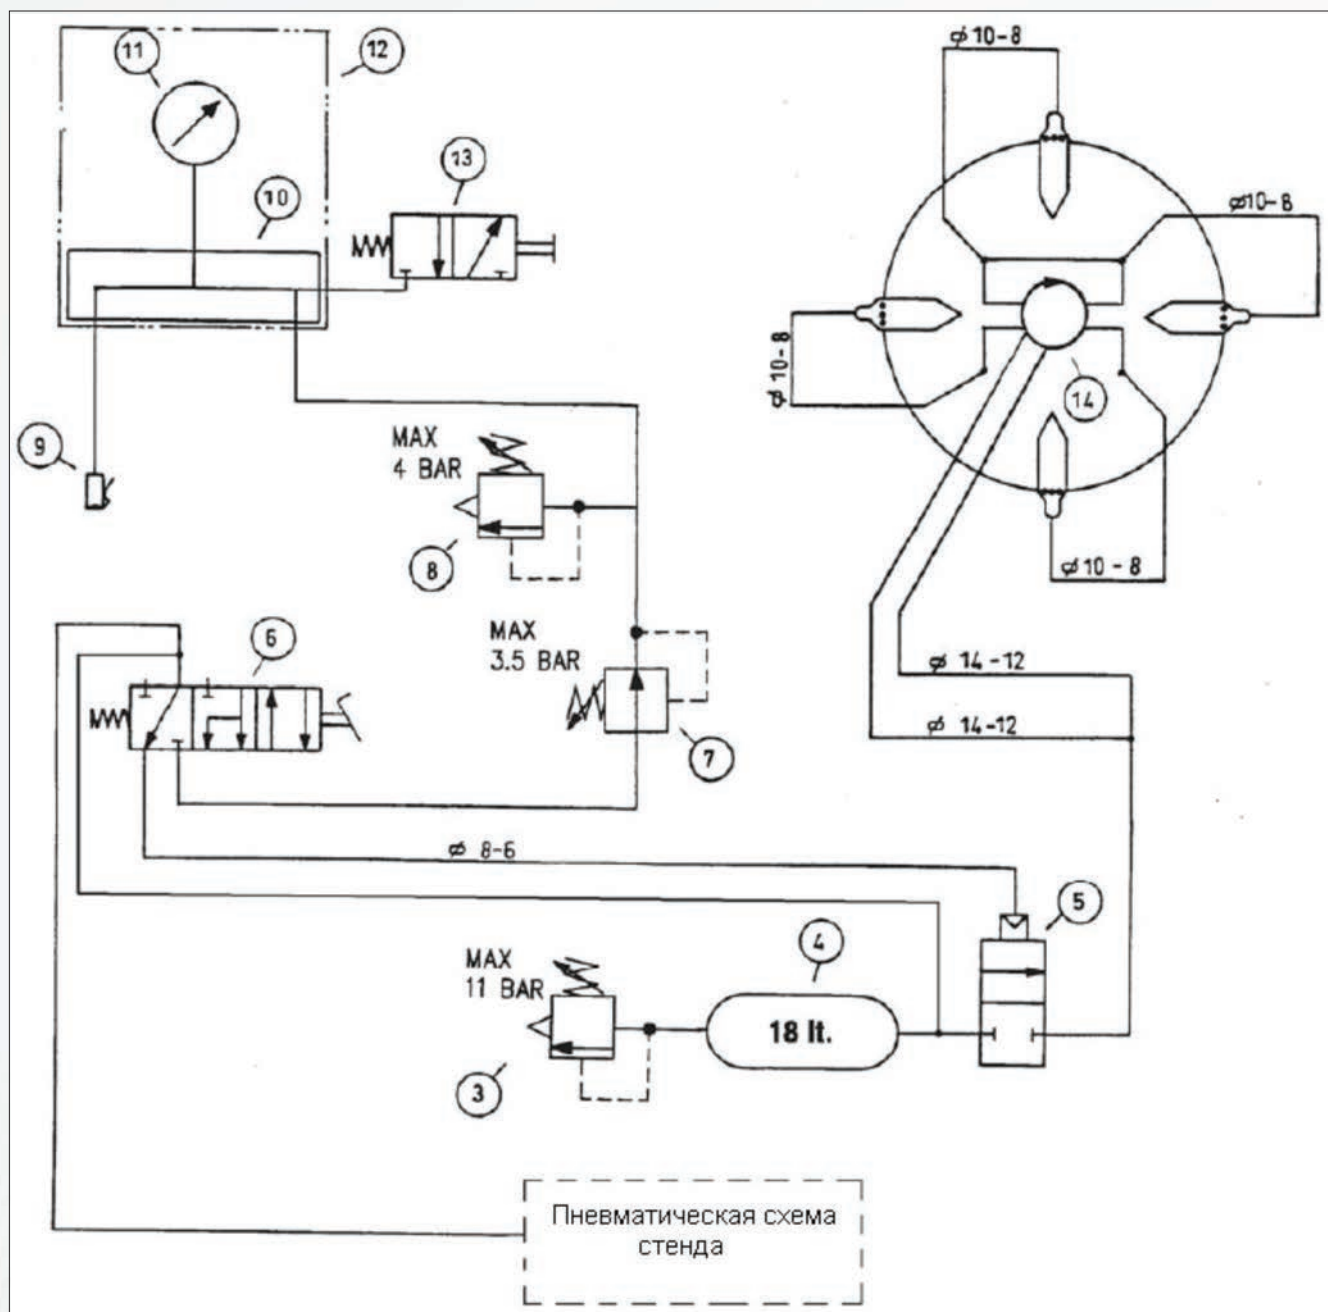 11
12
10
13
9
MAX
4 BAR
8
6
MAX
3.5 BAR
7
ø 10-8
ø10-8
ø 10-8
14
ø 10 - 8
ø 14 -12
ø 14-12
ø 8-6
5
4
MAX
11 BAR
18 lt.
3
Пневматическая схема
стенда